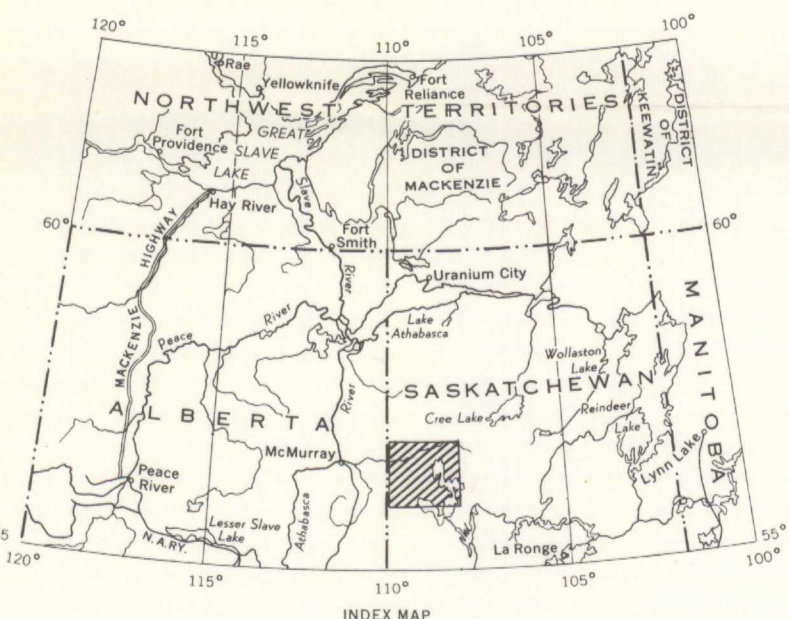 120°
115°
110°
105°
100°
Rae
Yellowknife
Fort
Reliance
NORTHWEST TERRITORIES
Fort
Providence
GREAT
SLAVE
LAKE
DISTRICT
OF
MACKENZIE
DISTRICT
OF
KEEWATIN
Hay River
Slave
River
Fort
Smith
60°
60°
MACKENZIE HIGHWAY
Uranium City
Peace River
Lake
Athabasca
Wollaston
Lake
MANITOBA
SASKATCHEWAN
River
Cree Lake
Reindeer
Lake
ALBERTA
McMurray
Lynn Lake
Peace
River
Athabasca
Lesser Slave
Lake
N.A.RY.
La Ronge
5
55°
120°
115°
110°
105°
100°
INDEX MAP